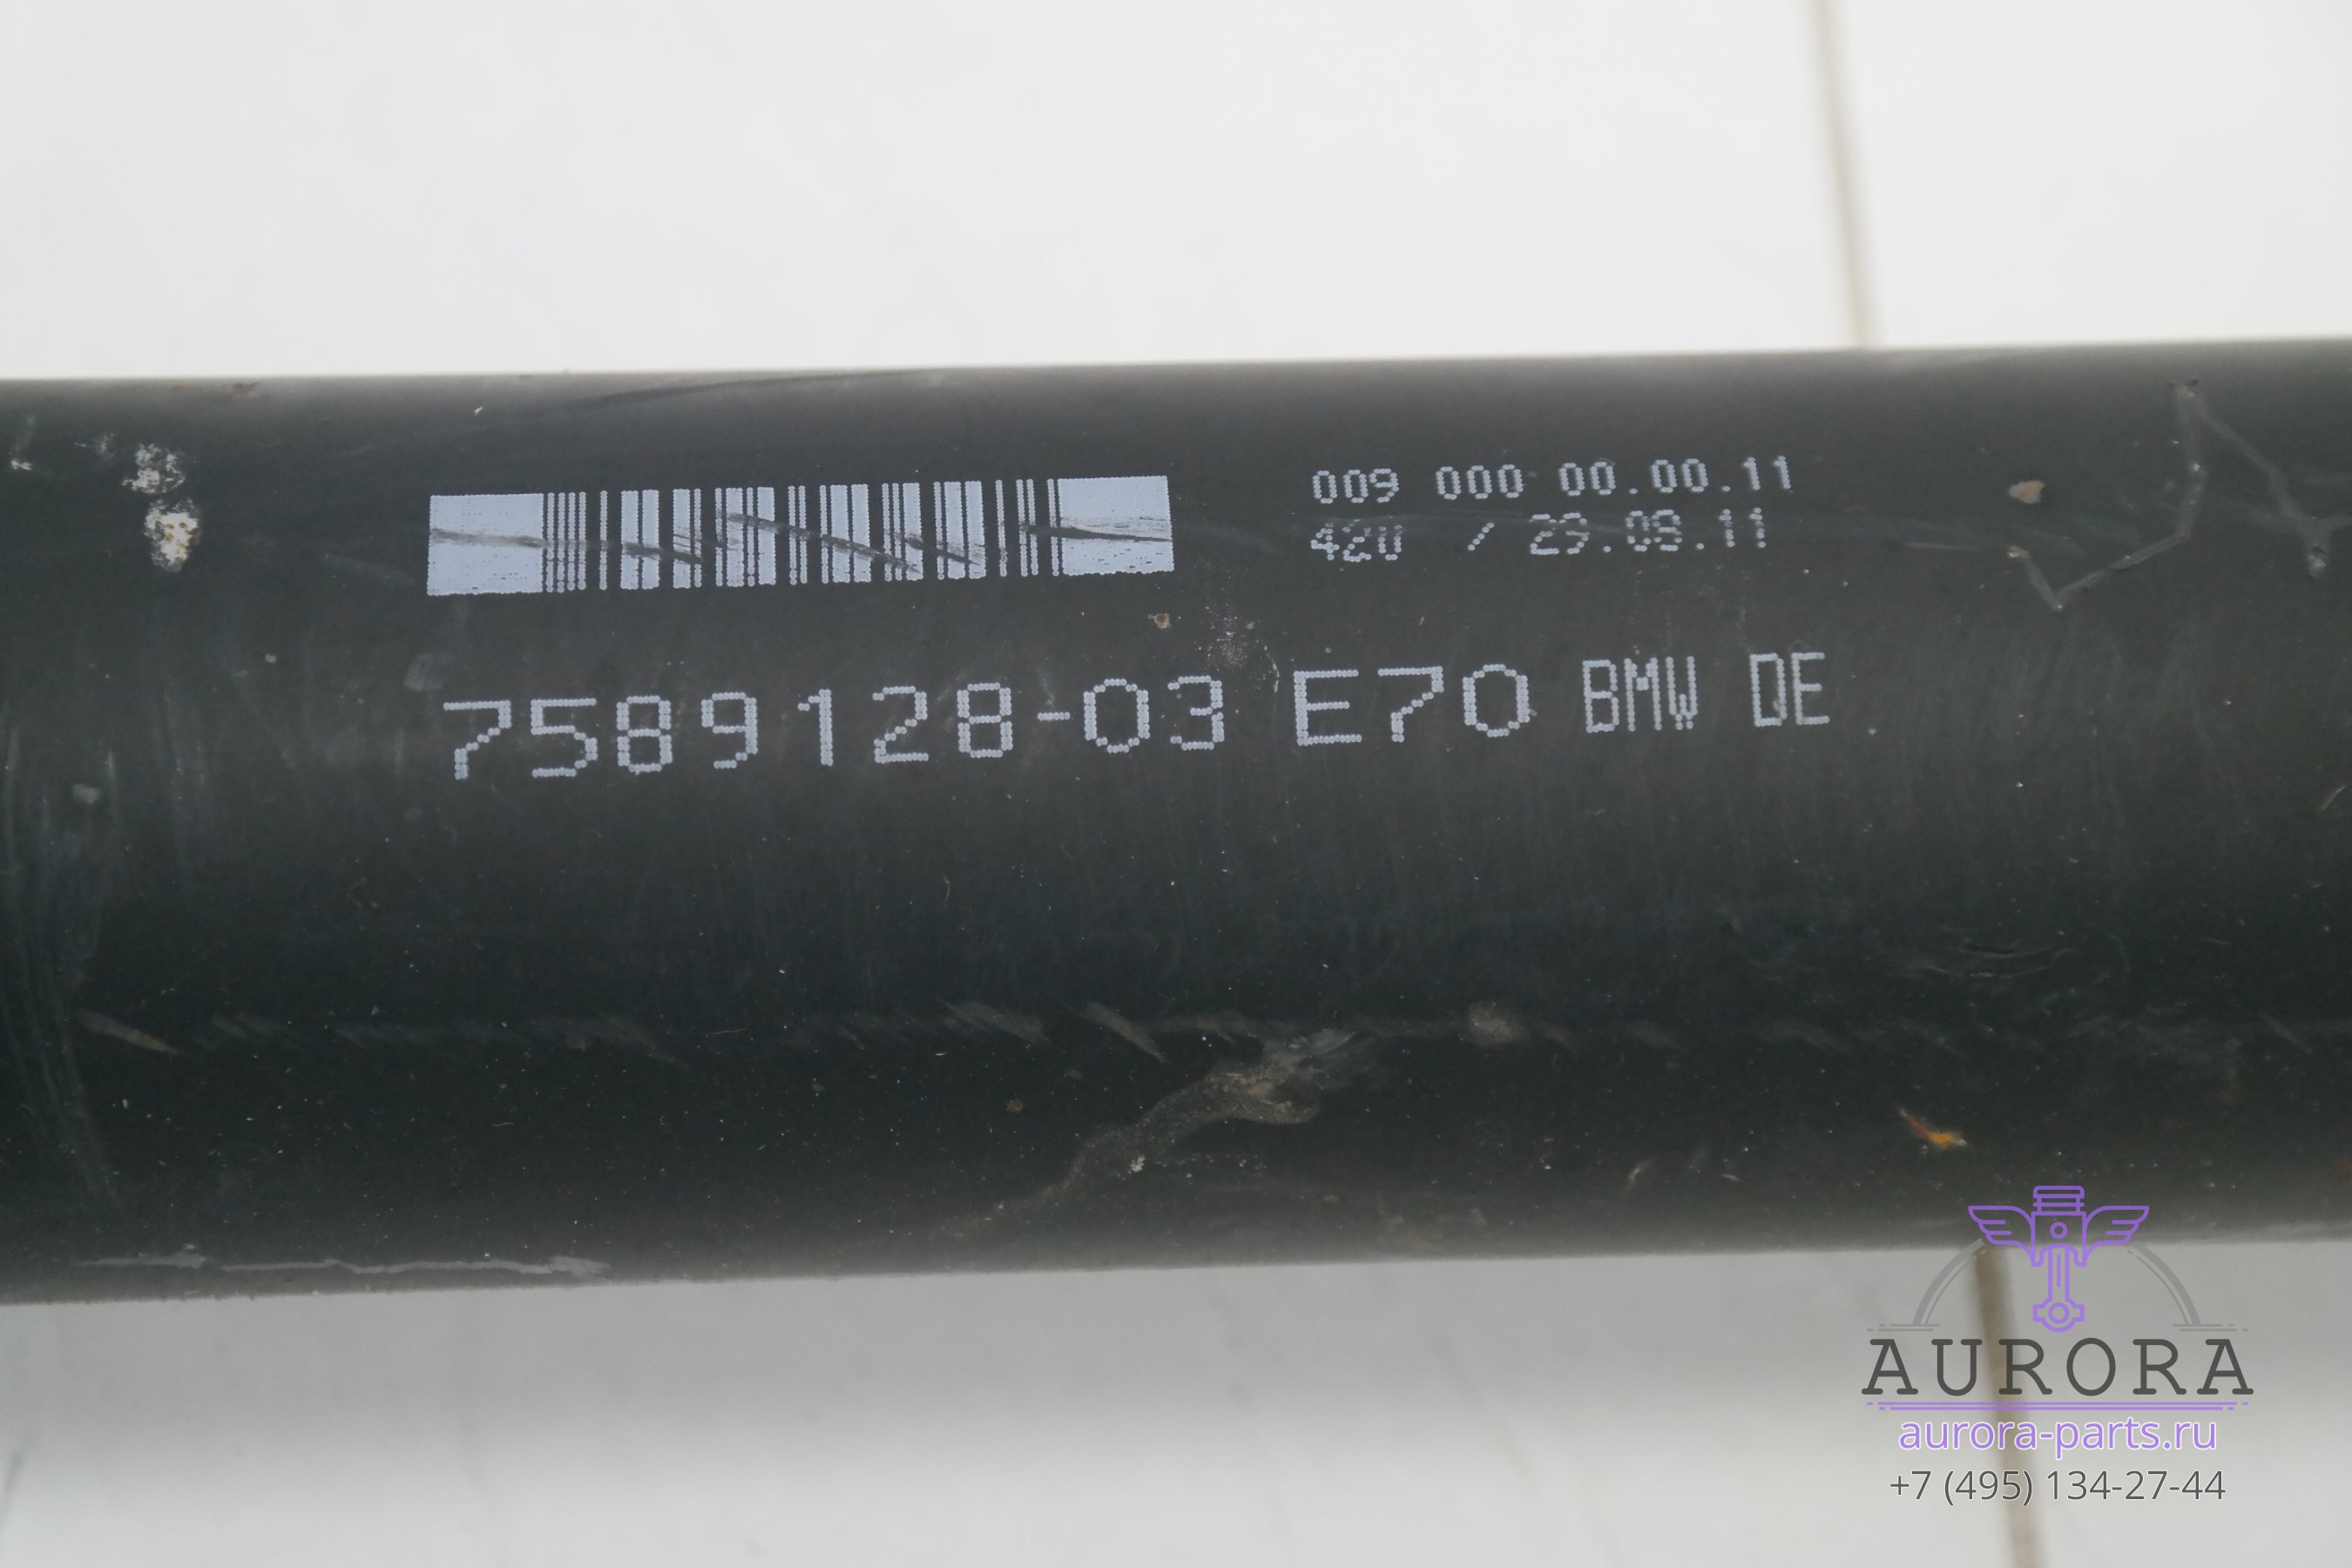 009 000 00.00.11
420 / 29.09.11
7589128-03 E70 BMW DE
AURORA
aurora-parts.ru
+7 (495) 134-27-44